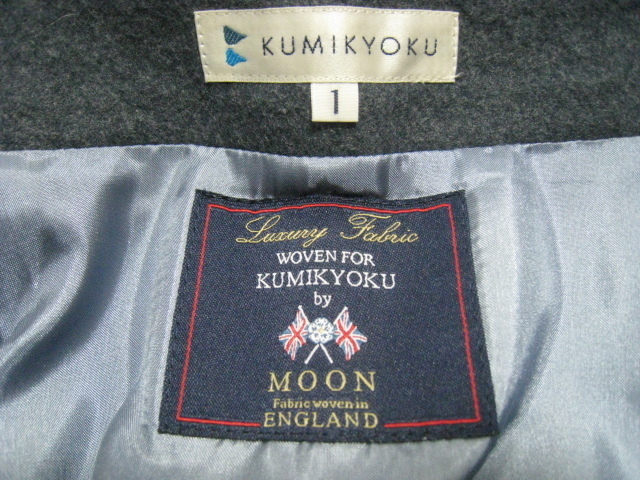 KUMIKYOKU
1
Luxury Fabric
WOVEN FOR
KUMIKYOKU
by
MOON
Fabric woven in
ENGLAND